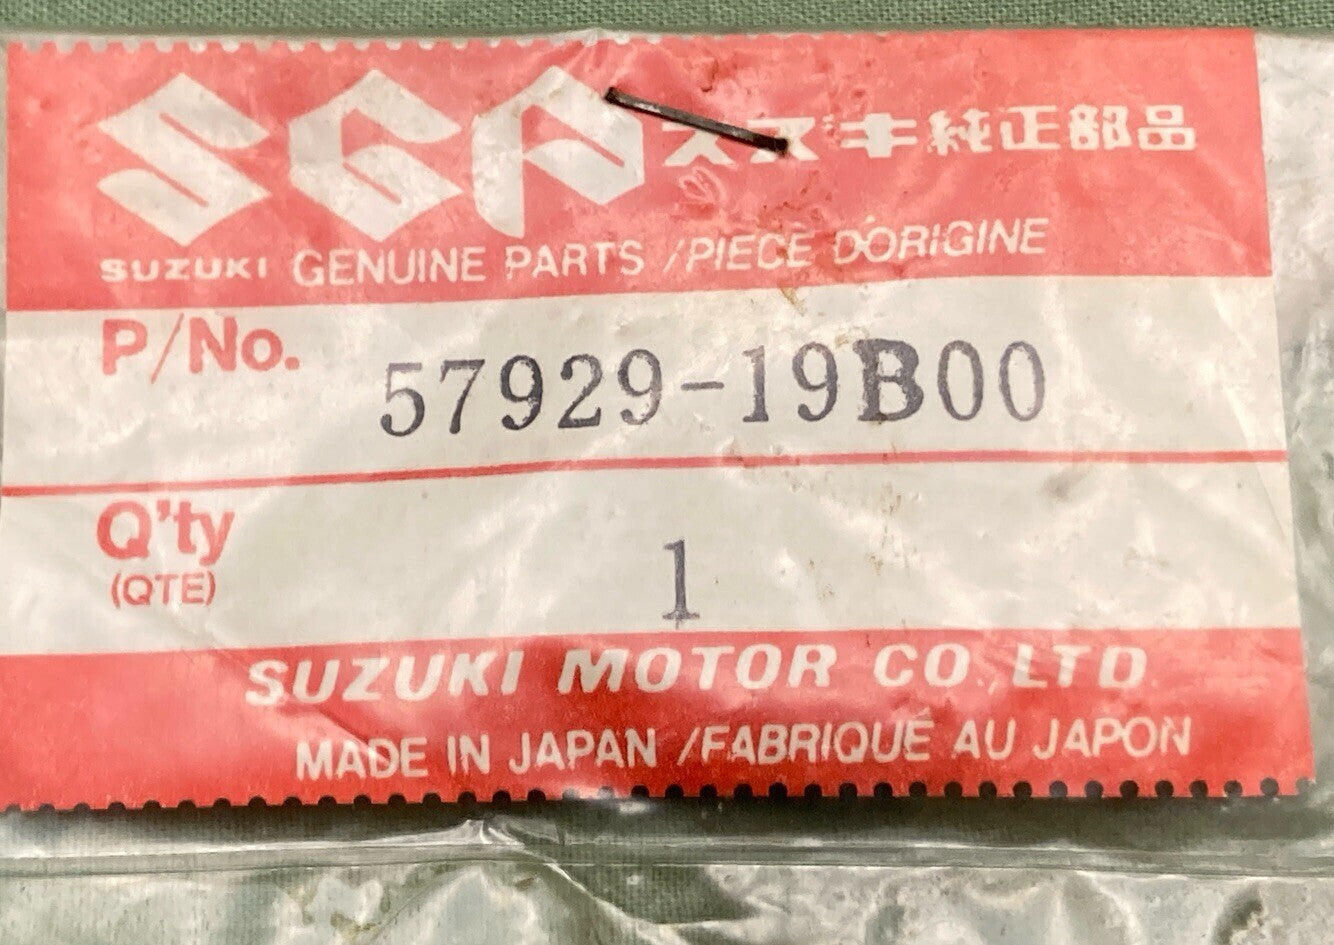 SGP スズキ純正部品
SUZUKI GENUINE PARTS /PIECE D'ORIGINE
P/No. 57929-19B00
Q'ty 1
(QTE)
SUZUKI MOTOR CO.,LTD.
MADE IN JAPAN /FABRIQUÉ AU JAPON